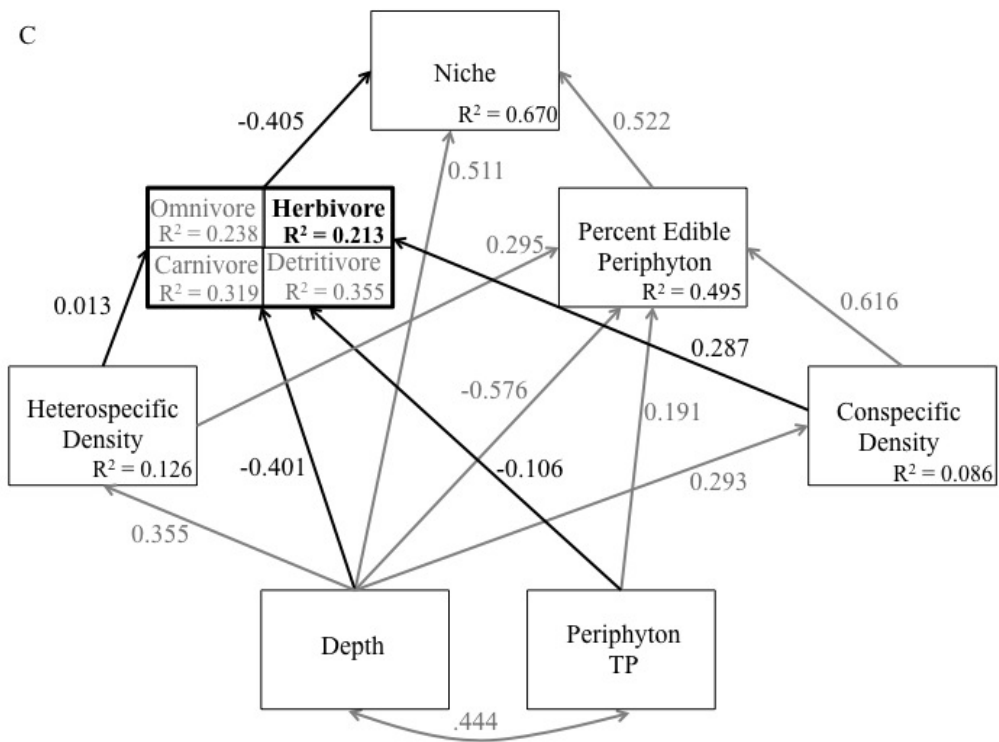 C
Niche
R² = 0.670
-0.405
0.522
0.511
Omnivore
R² = 0.238
Herbivore
R² = 0.213
Carnivore
R² = 0.319
Detritivore
R² = 0.355
0.295
Percent Edible
Periphyton
R² = 0.495
0.013
0.616
0.287
Heterospecific
Density
R² = 0.126
-0.576
0.191
Conspecific
Density
R² = 0.086
-0.401
-0.106
0.293
0.355
Depth
Periphyton
TP
.444